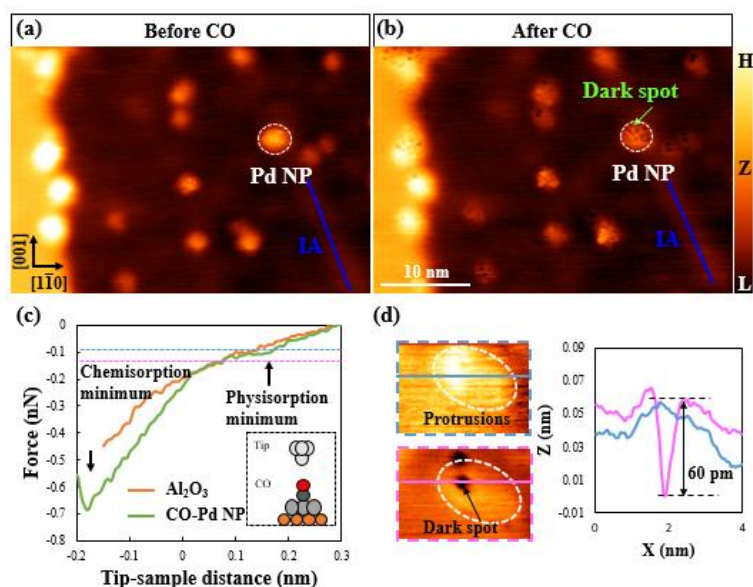 (a) Before CO
(b) After CO
H
Dark spot
Pd NP
Pd NP
Z
IA
IA
[001]
[11̅0]
10 nm
L
(c)
(d)
0
-0.1
-0.2
-0.3
-0.4
-0.5
-0.6
-0.7
Force (nN)
Chemisorption
minimum
Physisorption
minimum
Tip
CO
Al₂O₃
CO-Pd NP
-0.2
-0.1
0
0.1
0.2
0.3
Tip-sample distance (nm)
Protrusions
Dark spot
0.09
0.07
0.05
0.03
0.01
-0.01
Z (nm)
60 pm
0
2
4
X (nm)